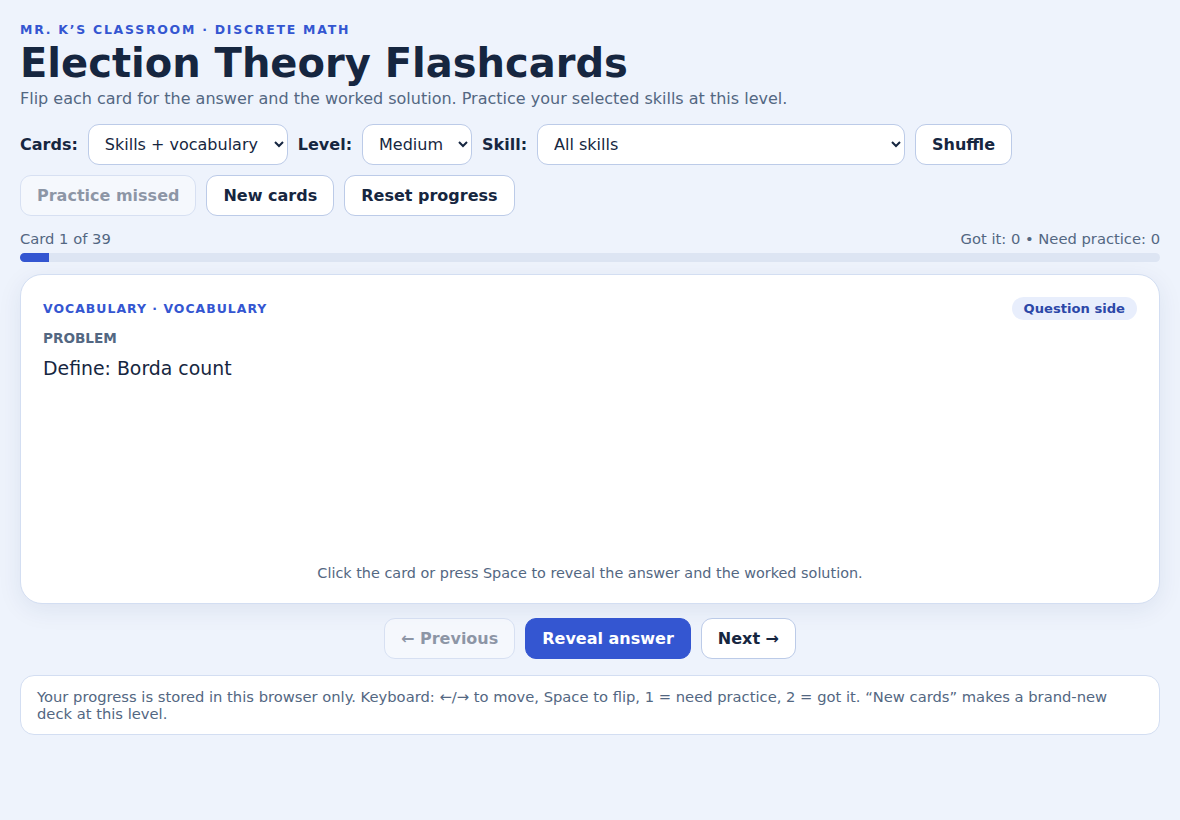 MR. K’S CLASSROOM · DISCRETE MATH
Election Theory Flashcards
Flip each card for the answer and the worked solution. Practice your selected skills at this level.
Cards: Skills + vocabulary Level: Medium Skill: All skills Shuffle
Practice missed New cards Reset progress
Card 1 of 39 Got it: 0 • Need practice: 0
VOCABULARY · VOCABULARY Question side
PROBLEM
Define: Borda count
Click the card or press Space to reveal the answer and the worked solution.
← Previous Reveal answer Next →
Your progress is stored in this browser only. Keyboard: ←/→ to move, Space to flip, 1 = need practice, 2 = got it. “New cards” makes a brand-new
deck at this level.